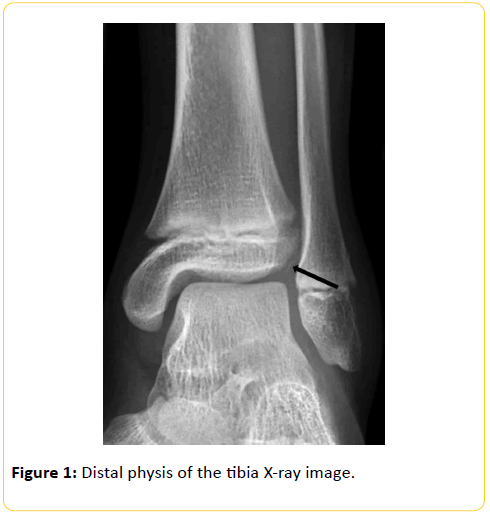 Figure 1: Distal physis of the tibia X-ray image.